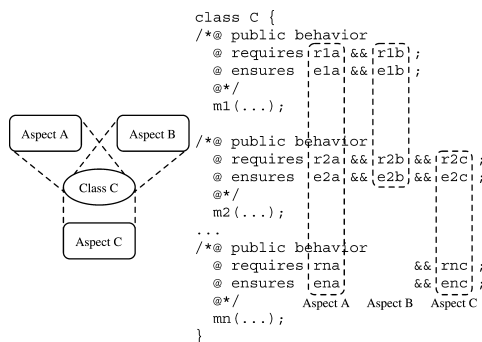 Aspect A
Aspect B
Class C
Aspect C
class C {
/*@ public behavior
@ requires r1a && r1b ;
@ ensures e1a && e1b ;
@*/
m1(...);
/*@ public behavior
@ requires r2a && r2b && r2c ;
@ ensures e2a && e2b && e2c ;
@*/
m2(...);
...
/*@ public behavior
@ requires rna && rnc ;
@ ensures ena && enc ;
@*/
Aspect A Aspect B Aspect C
mn(...);
}